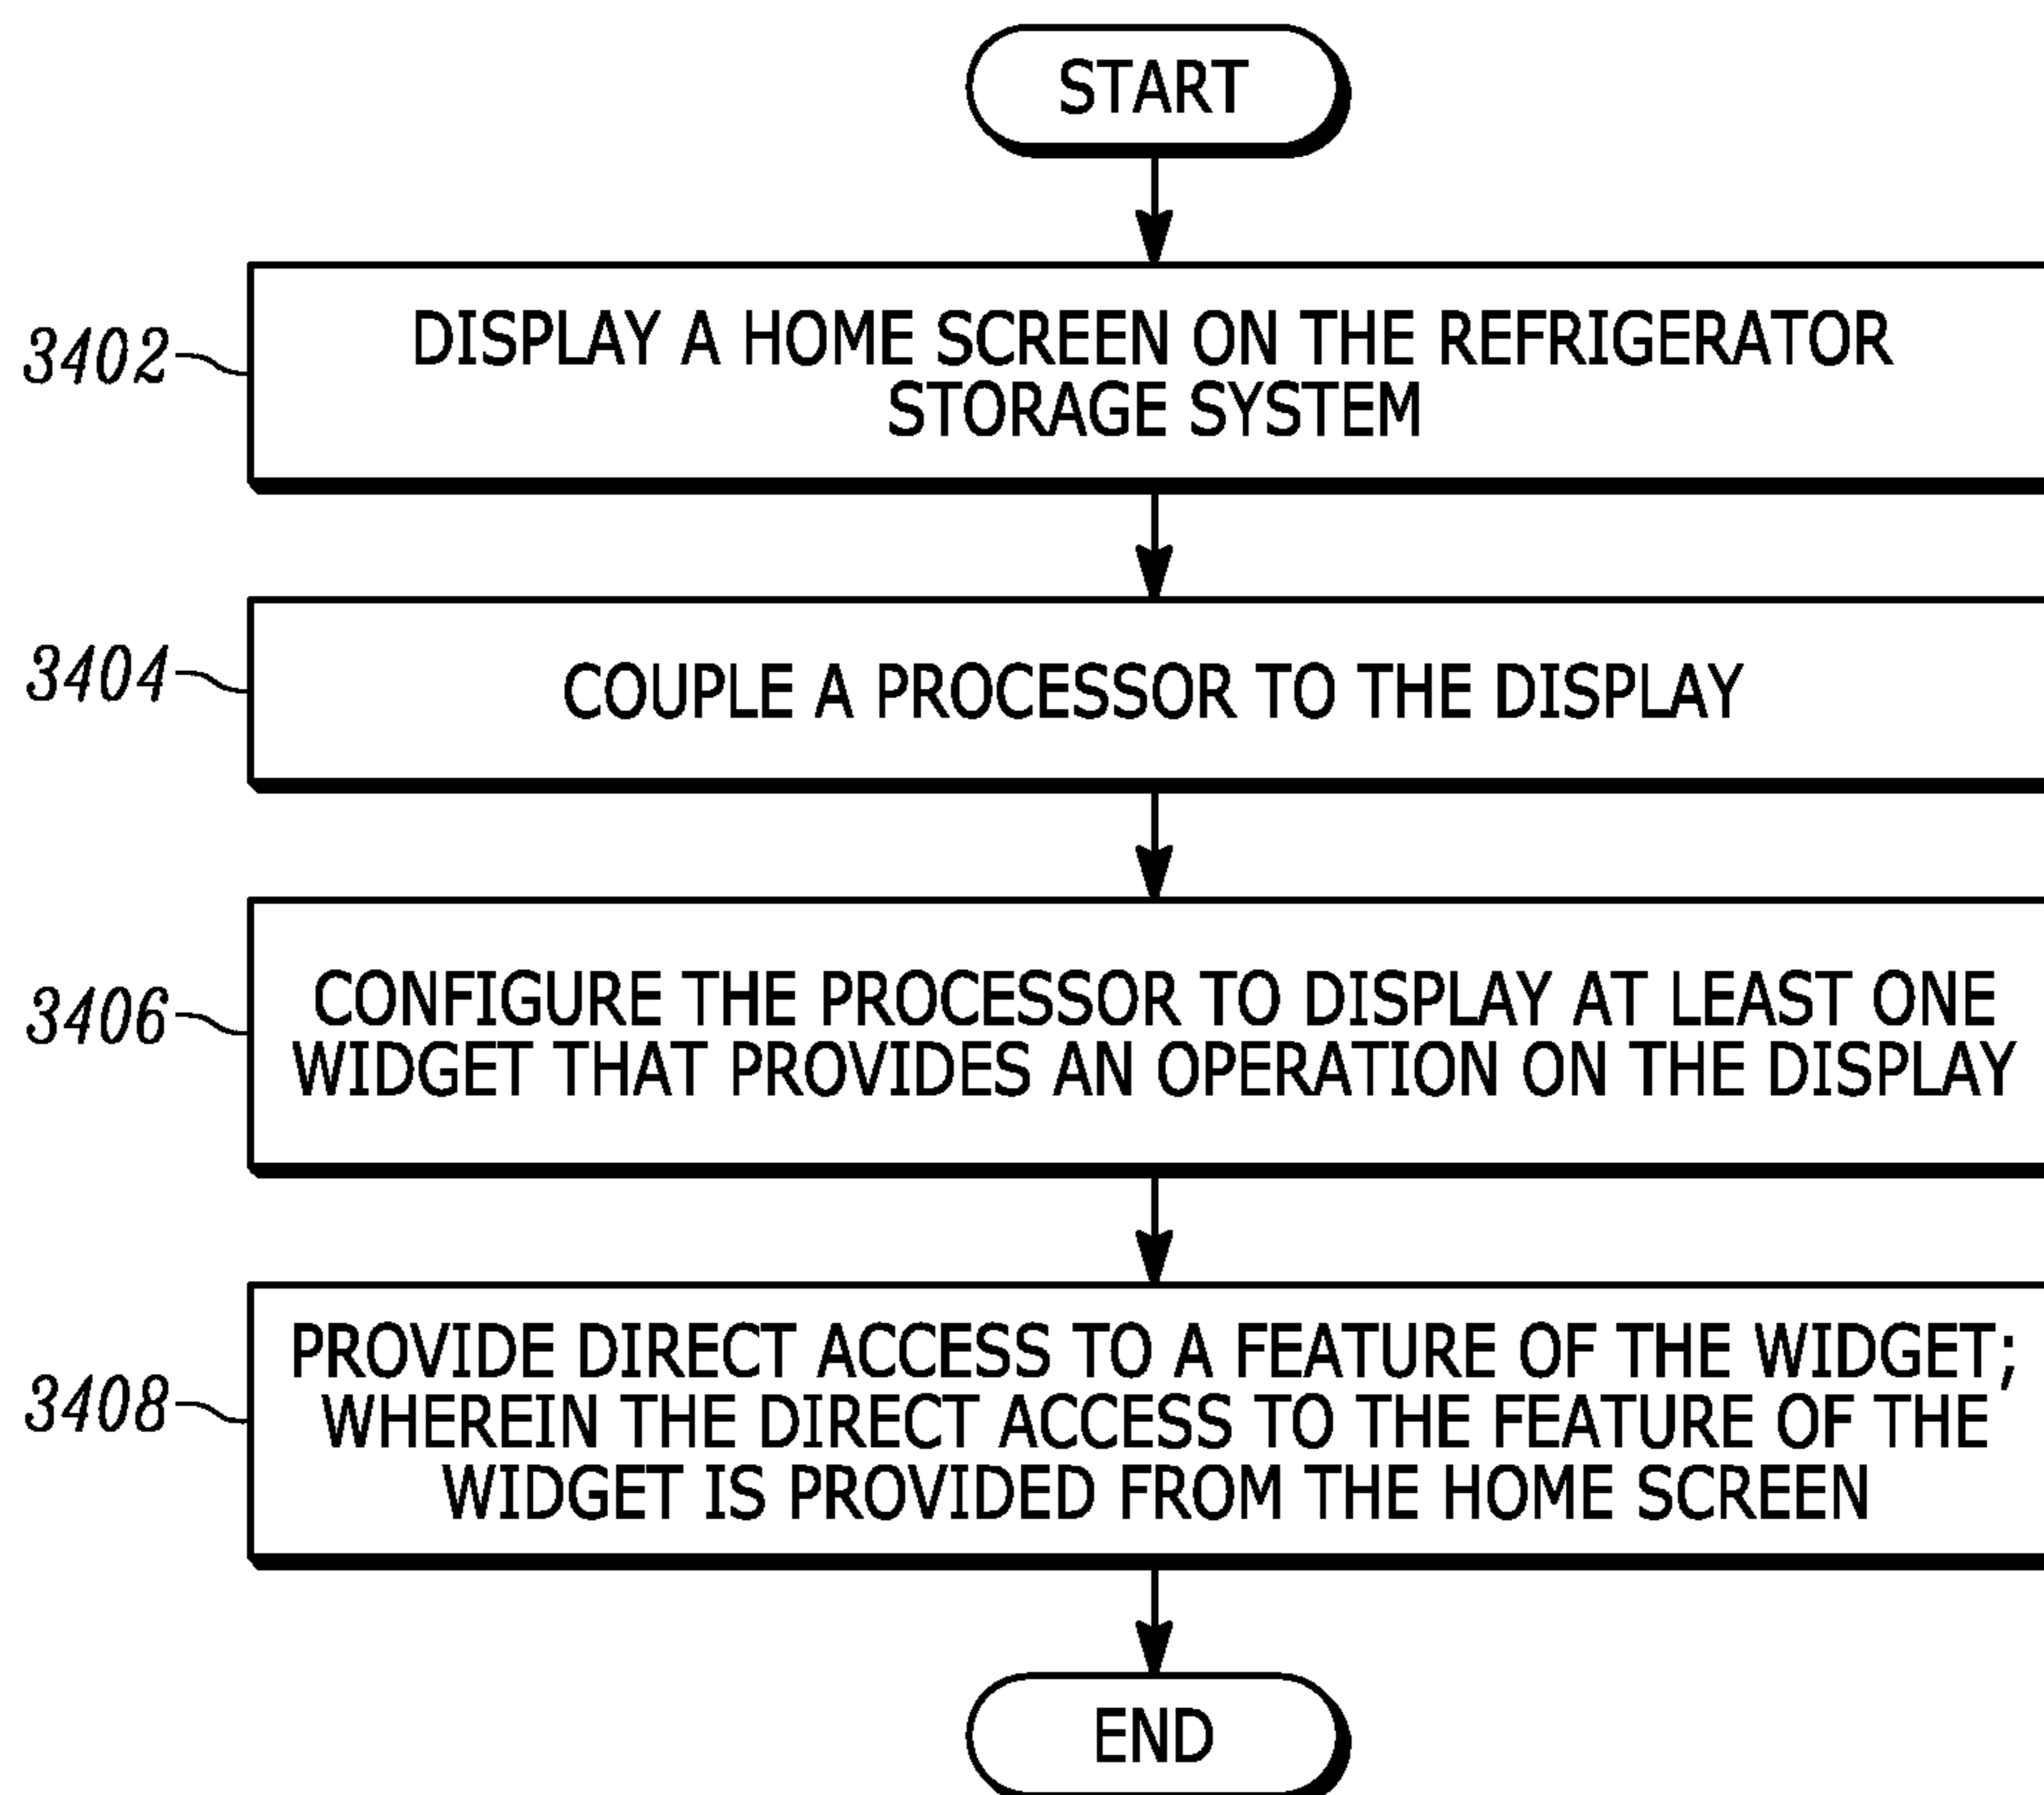 START
3402
DISPLAY A HOME SCREEN ON THE REFRIGERATOR
STORAGE SYSTEM
3404
COUPLE A PROCESSOR TO THE DISPLAY
3406
CONFIGURE THE PROCESSOR TO DISPLAY AT LEAST ONE
WIDGET THAT PROVIDES AN OPERATION ON THE DISPLAY
3408
PROVIDE DIRECT ACCESS TO A FEATURE OF THE WIDGET;
WHEREIN THE DIRECT ACCESS TO THE FEATURE OF THE
WIDGET IS PROVIDED FROM THE HOME SCREEN
END